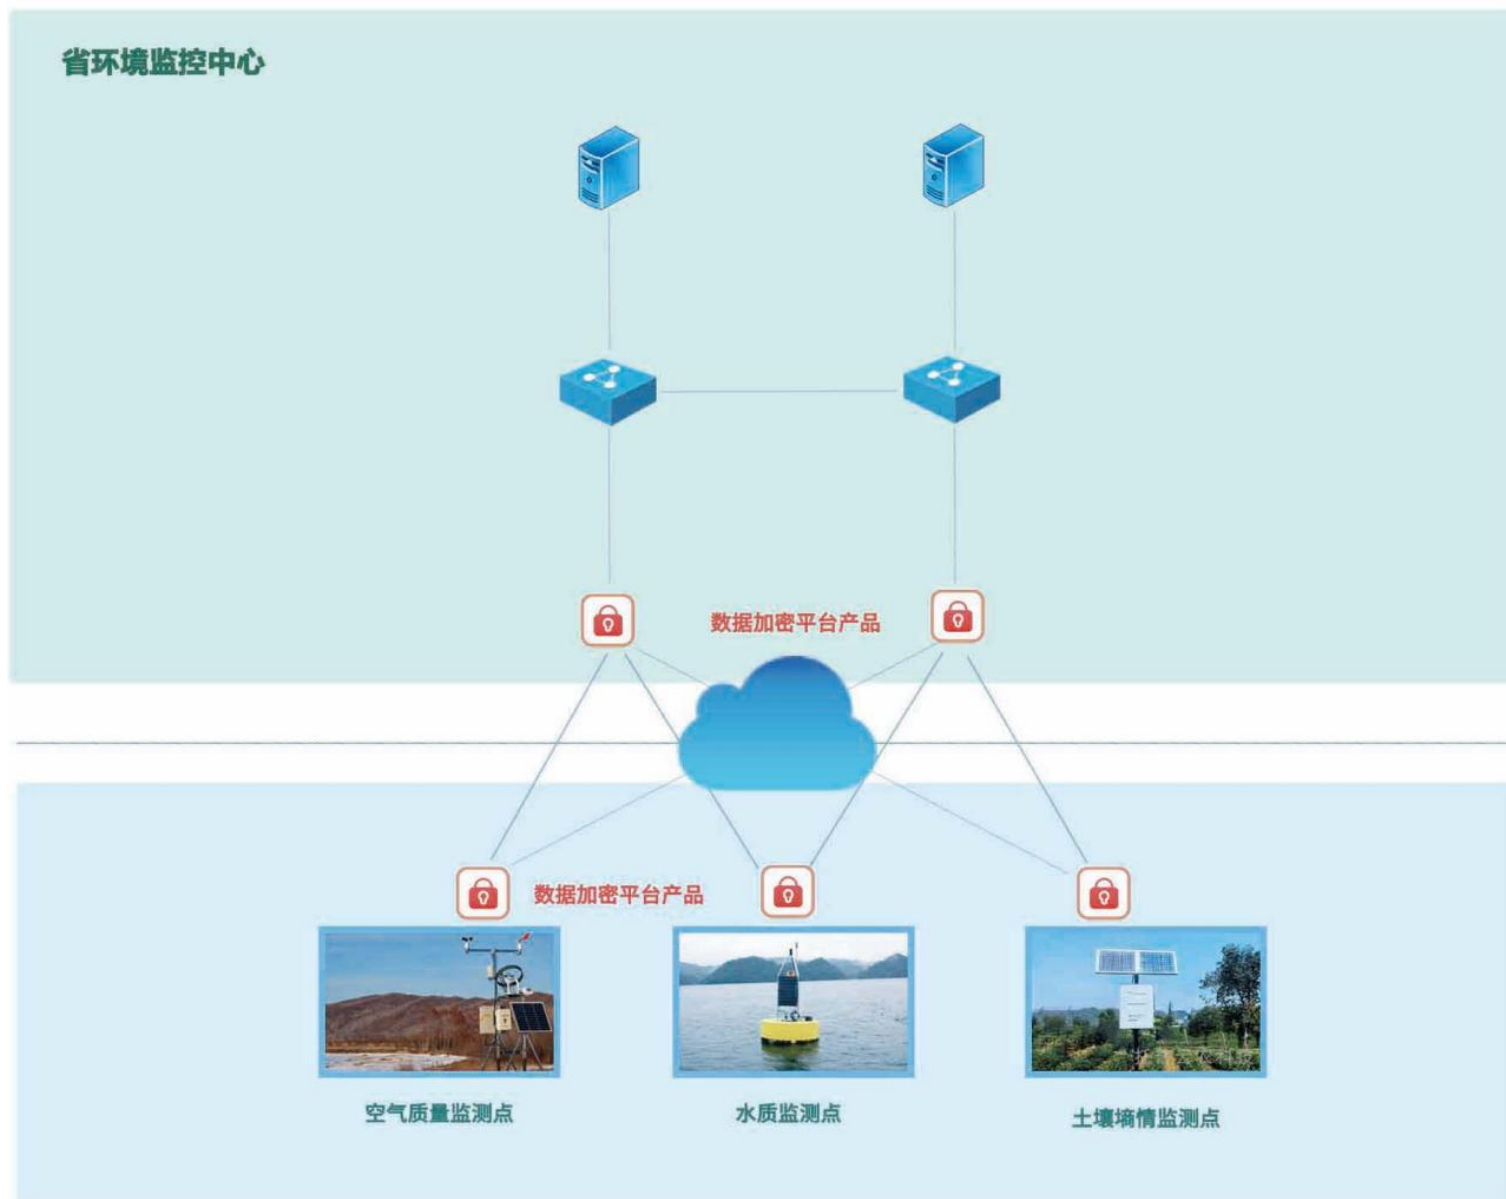 省环境监控中心
数据加密平台产品
数据加密平台产品
空气质量监测点
水质监测点
土壤墒情监测点